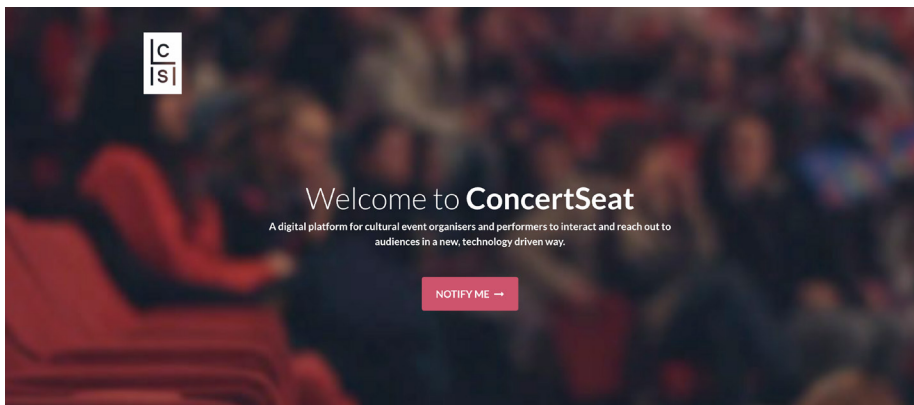 C
S
Welcome to ConcertSeat
A digital platform for cultural event organisers and performers to interact and reach out to
audiences in a new, technology driven way.
NOTIFY ME →